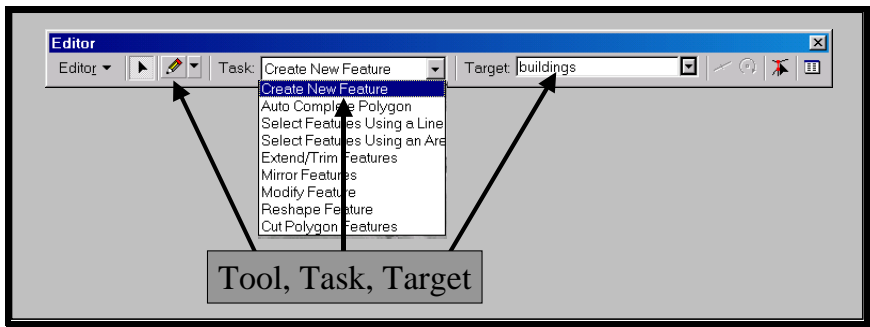 Editor
Editor Task: Create New Feature Target: buildings
Create New Feature
Auto Complete Polygon
Select Features Using a Line
Select Features Using an Are
Extend/Trim Features
Mirror Features
Modify Feature
Reshape Feature
Cut Polygon Features
Tool, Task, Target